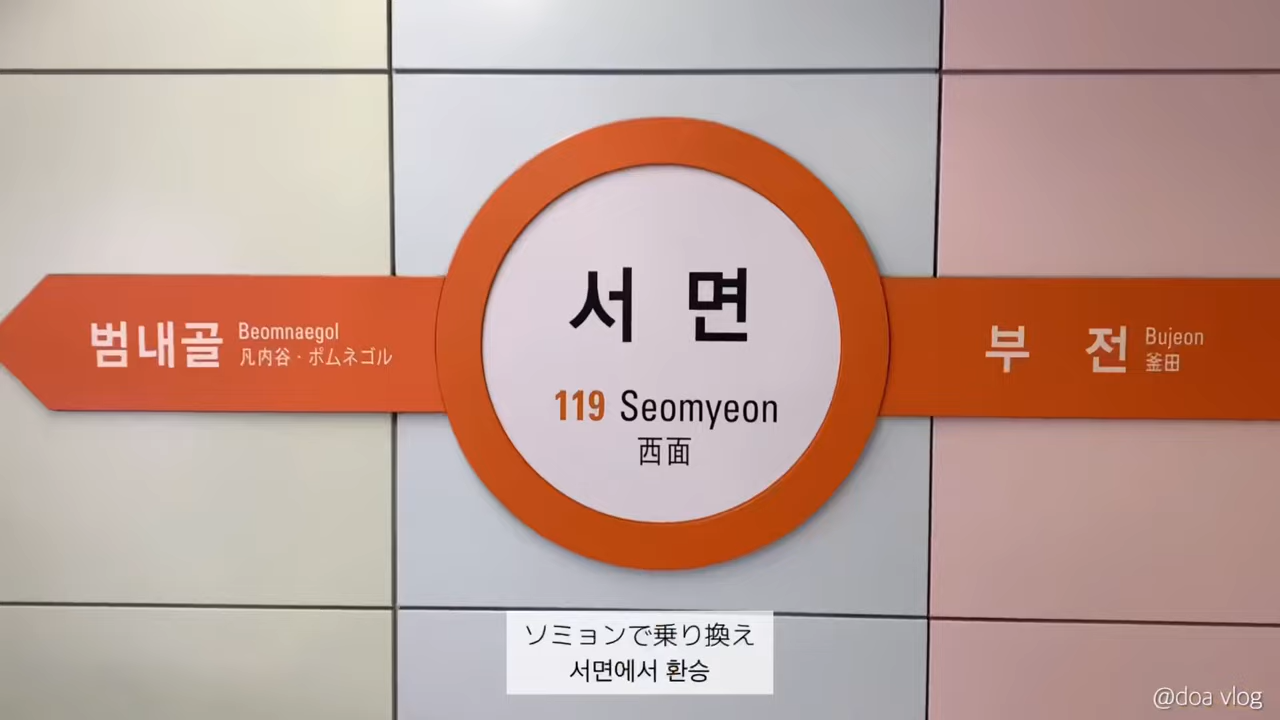 범내골
Beomnaegol
凡内谷·ポムネゴル
서면
119 Seomyeon
西面
부전
Bujeon
釜田
ソミョンで乗り換え
서면에서 환승
@doa vlog